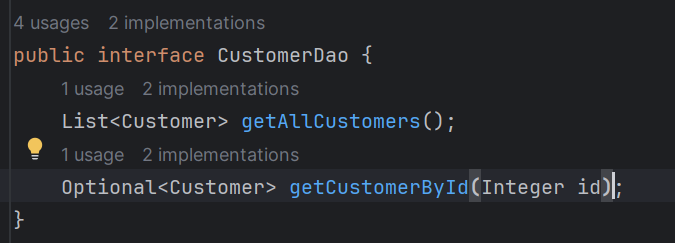 4 usages   2 implementations
public interface CustomerDao {
1 usage   2 implementations
List<Customer> getAllCustomers();
1 usage   2 implementations
Optional<Customer> getCustomerById(Integer id);
}